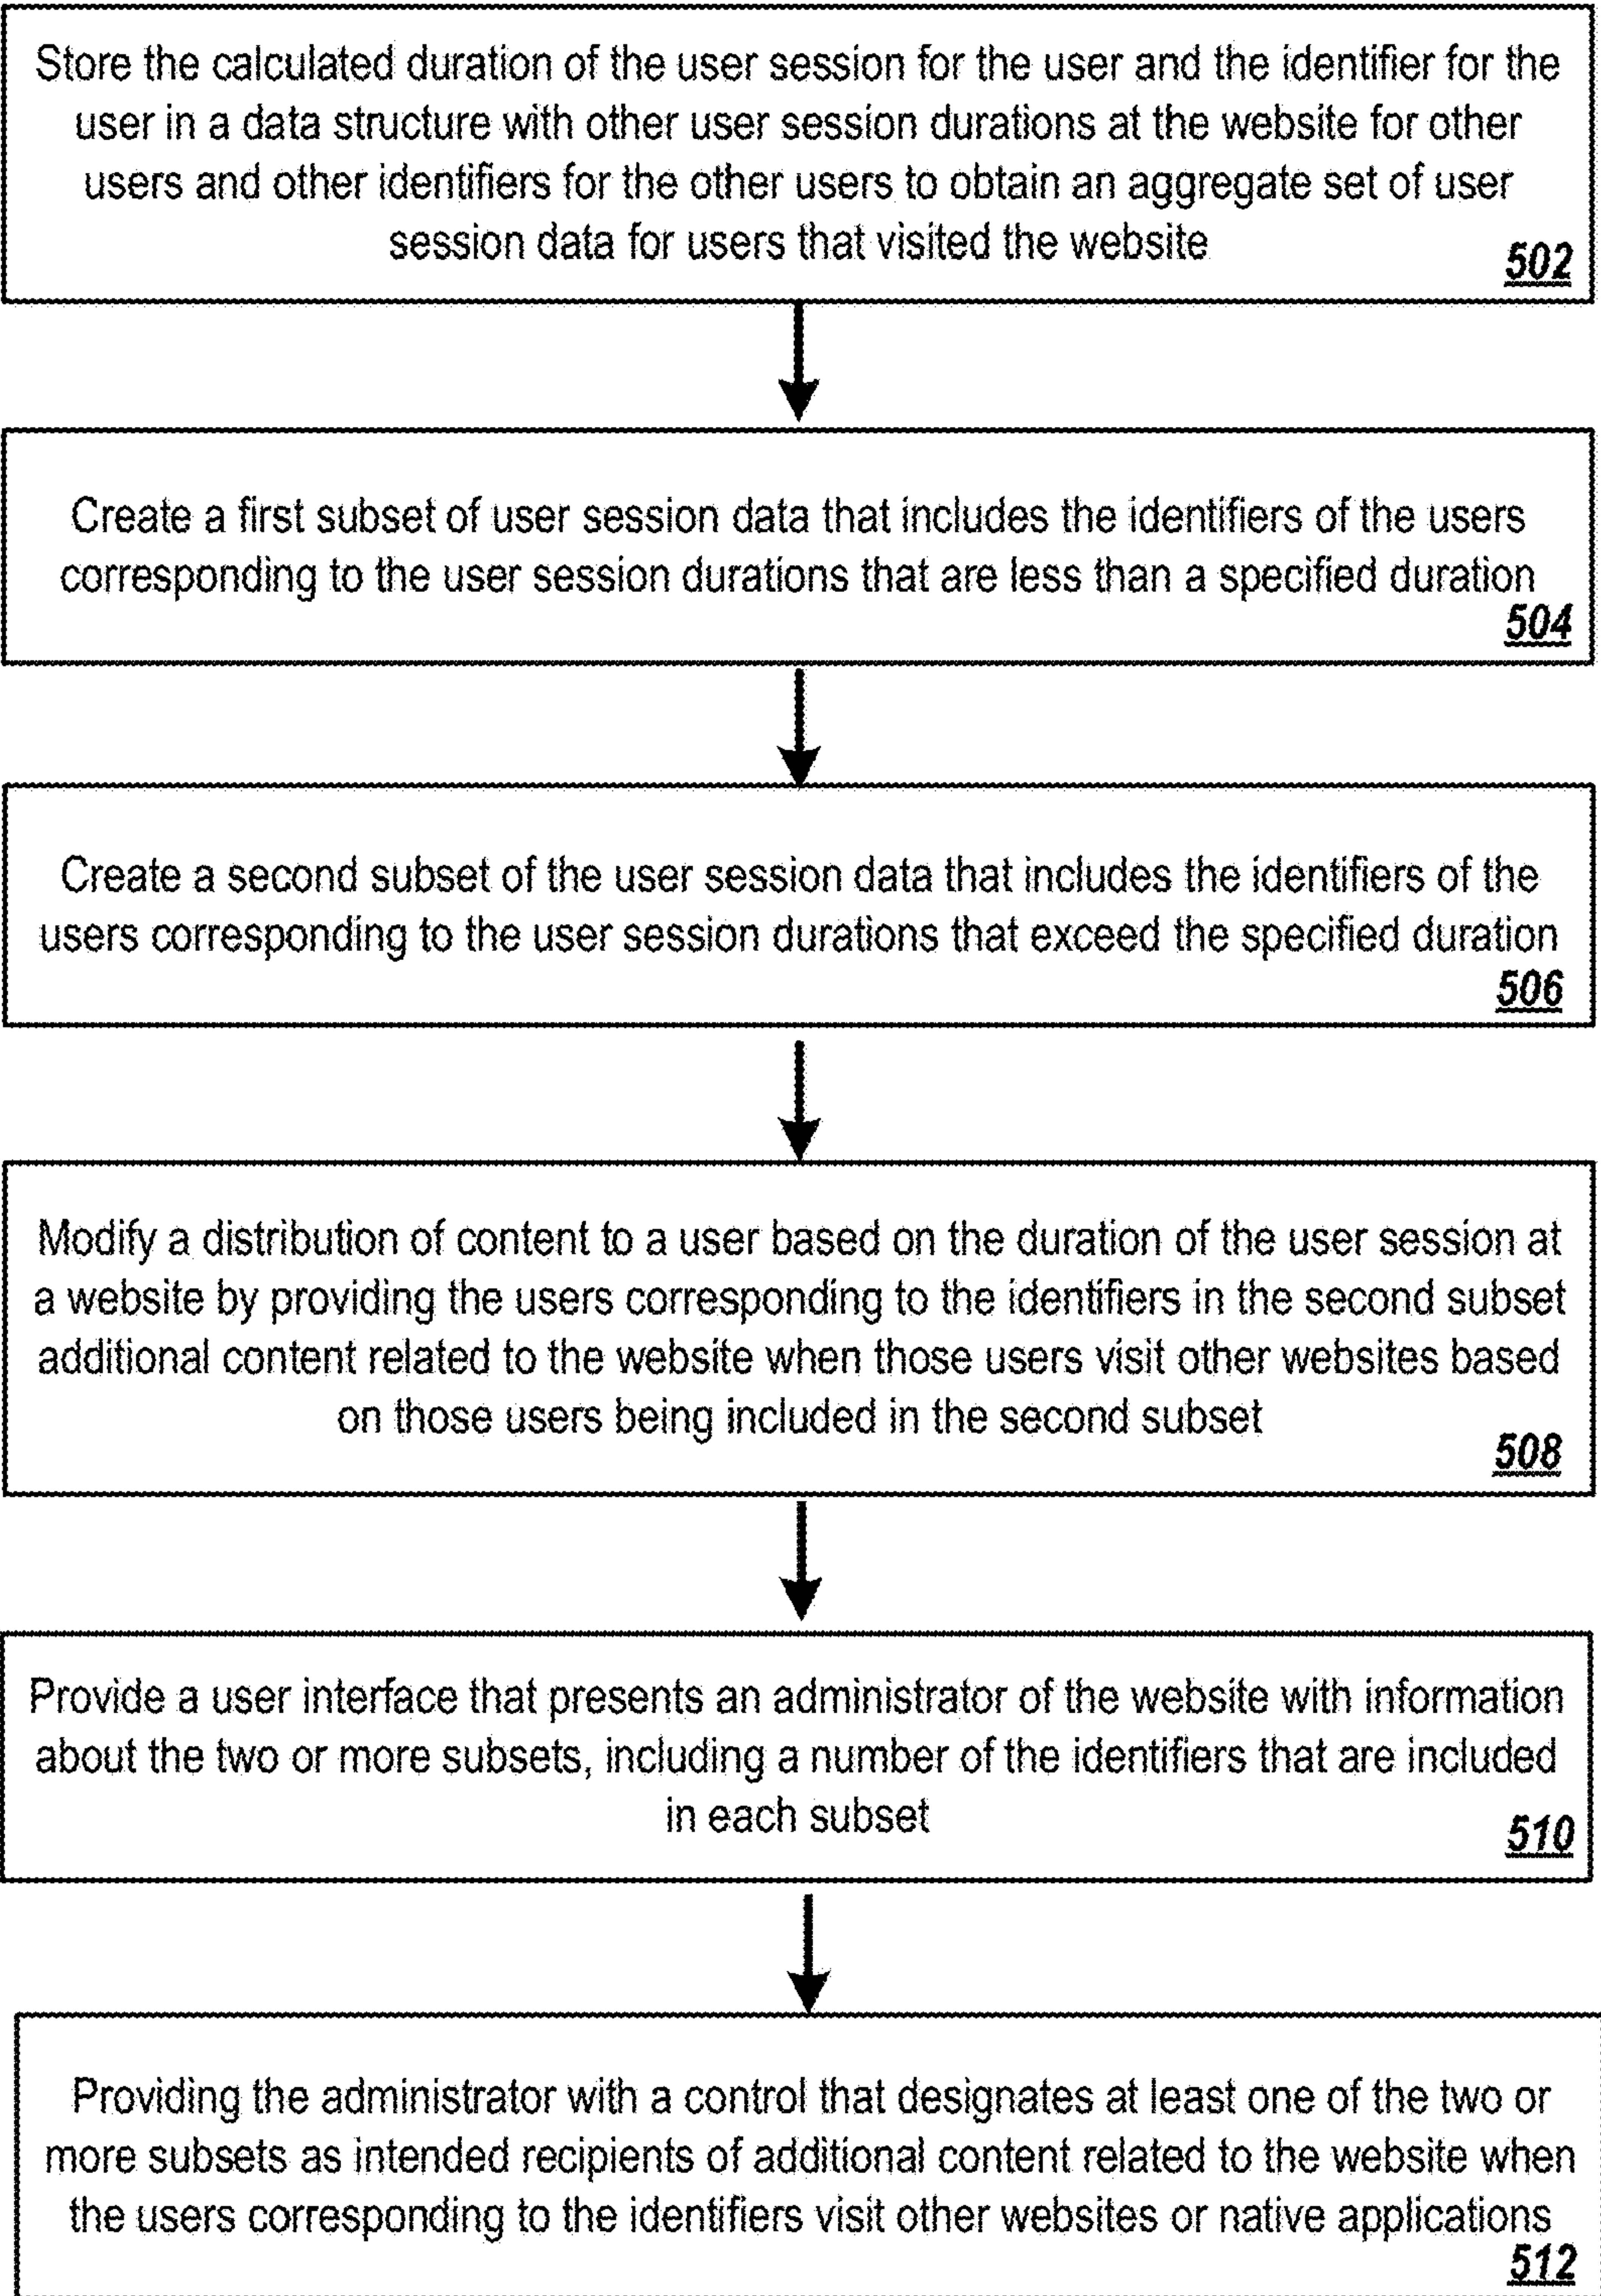 Store the calculated duration of the user session for the user and the identifier for the
user in a data structure with other user session durations at the website for other
users and other identifiers for the other users to obtain an aggregate set of user
session data for users that visited the website
502
Create a first subset of user session data that includes the identifiers of the users
corresponding to the user session durations that are less than a specified duration
504
Create a second subset of the user session data that includes the identifiers of the
users corresponding to the user session durations that exceed the specified duration
506
Modify a distribution of content to a user based on the duration of the user session at
a website by providing the users corresponding to the identifiers in the second subset
additional content related to the website when those users visit other websites based
on those users being included in the second subset
508
Provide a user interface that presents an administrator of the website with information
about the two or more subsets, including a number of the identifiers that are included
in each subset
510
Providing the administrator with a control that designates at least one of the two or
more subsets as intended recipients of additional content related to the website when
the users corresponding to the identifiers visit other websites or native applications
512